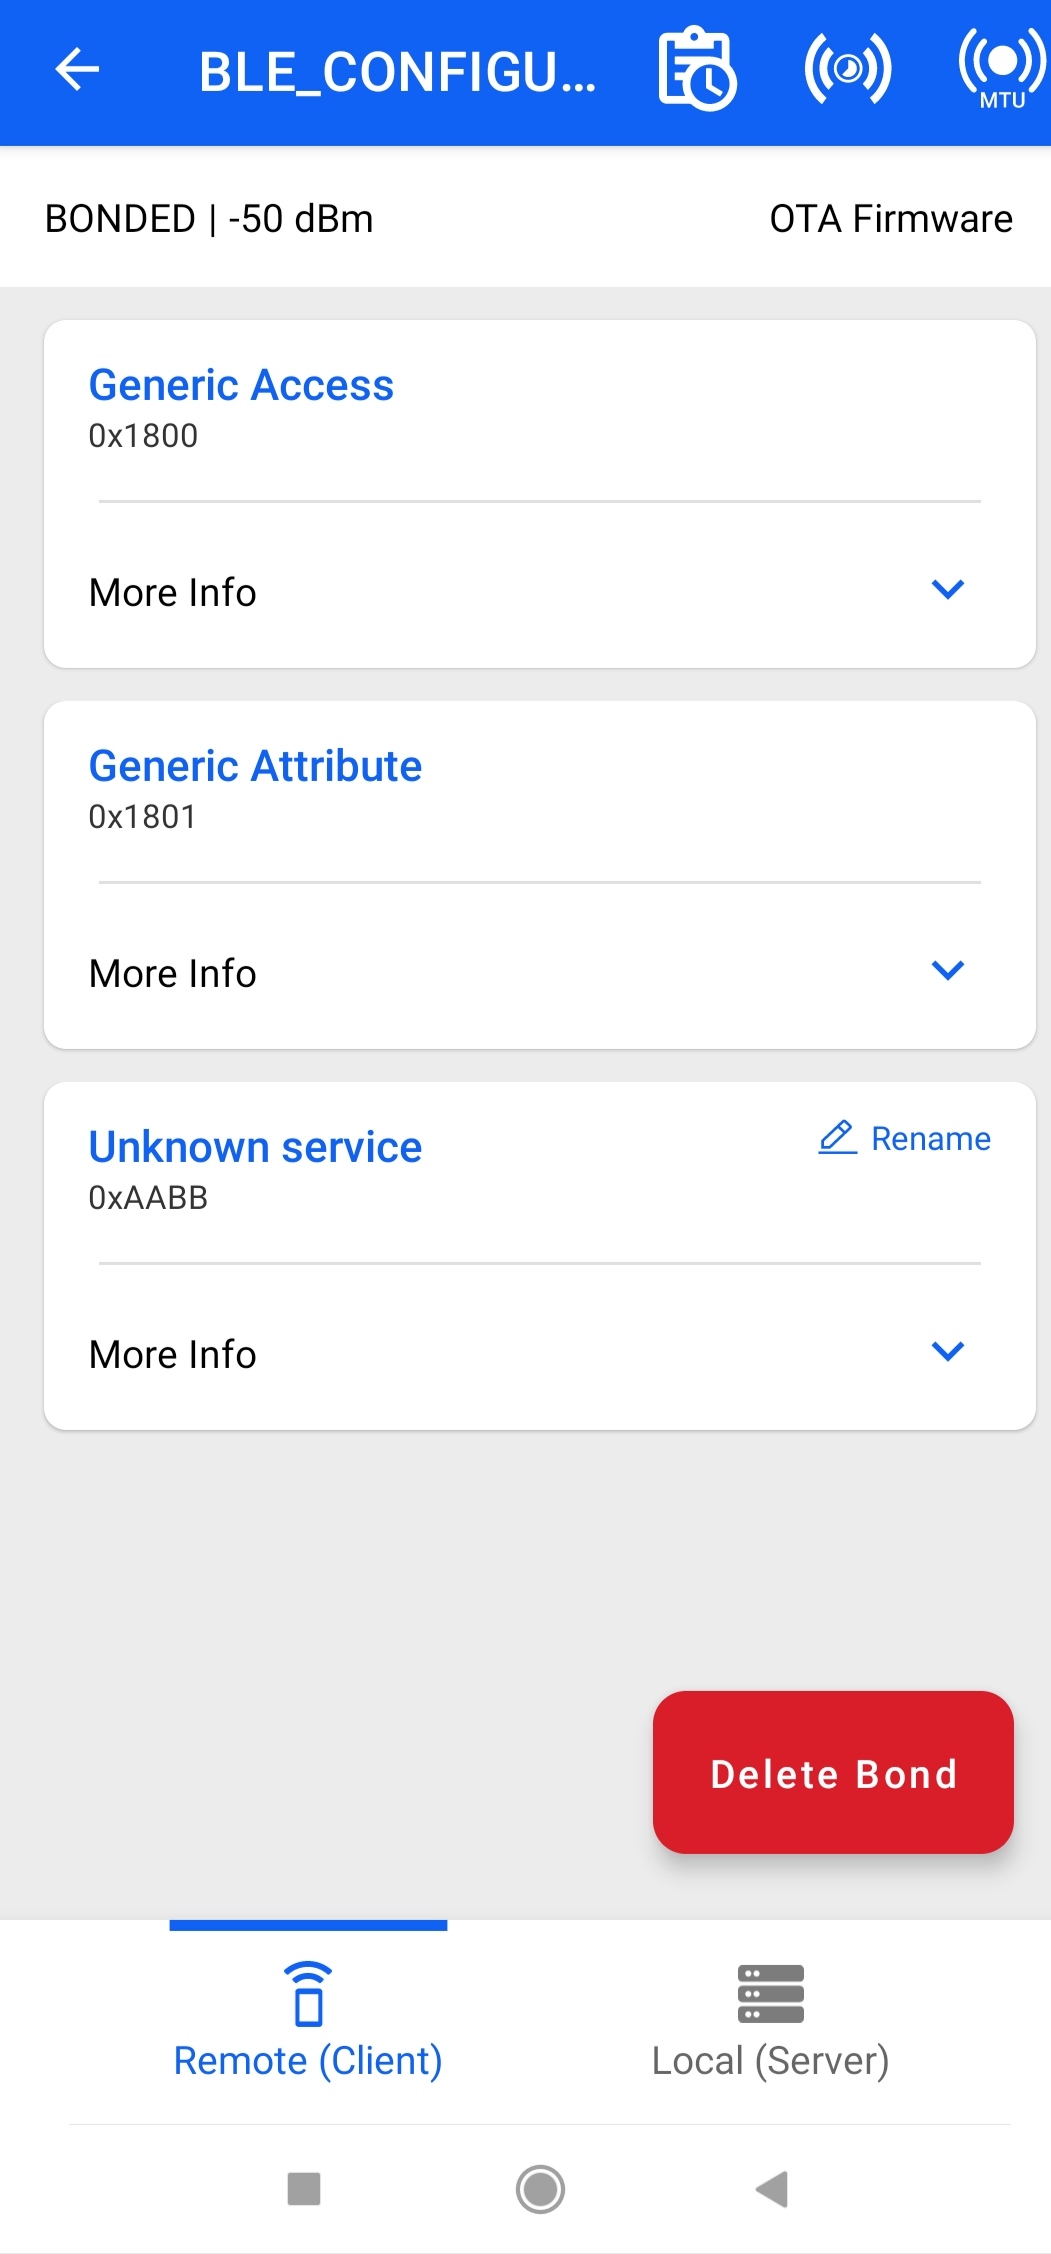 BLE_CONFIGU...
MTU
BONDED | -50 dBm
OTA Firmware
Generic Access
0x1800
More Info
Generic Attribute
0x1801
More Info
Unknown service
Rename
0xAABB
More Info
Delete Bond
Remote (Client)
Local (Server)